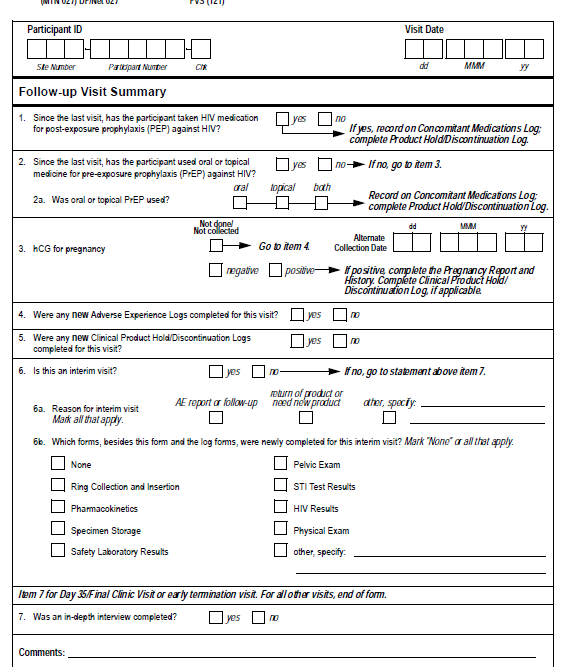 (MTN 027) DF/Net 027 FVS (121)
Participant ID Visit Date
Site Number Participant Number Chk dd MMM yy
Follow-up Visit Summary
1. Since the last visit, has the participant taken HIV medication yes no
for post-exposure prophylaxis (PEP) against HIV? If yes, record on Concomitant Medications Log;
complete Product Hold/Discontinuation Log.
2. Since the last visit, has the participant used oral or topical yes no If no, go to item 3.
medicine for pre-exposure prophylaxis (PrEP) against HIV?
oral topical both
2a. Was oral or topical PrEP used? Record on Concomitant Medications Log;
complete Product Hold/Discontinuation Log.
Not done/ dd MMM yy
Not collected
3. hCG for pregnancy Go to item 4. Alternate
Collection Date
negative positive If positive, complete the Pregnancy Report and
History. Complete Clinical Product Hold/
Discontinuation Log, if applicable.
4. Were any new Adverse Experience Logs completed for this visit? yes no
5. Were any new Clinical Product Hold/Discontinuation Logs yes no
completed for this visit?
6. Is this an interim visit? yes no If no, go to statement above item 7.
6a. Reason for interim visit AE report or follow-up return of product or other, specify:
Mark all that apply. need new product
6b. Which forms, besides this form and the log forms, were newly completed for this interim visit? Mark "None" or all that apply.
None Pelvic Exam
Ring Collection and Insertion STI Test Results
Pharmacokinetics HIV Results
Specimen Storage Physical Exam
Safety Laboratory Results other, specify:
Item 7 for Day 35/Final Clinic Visit or early termination visit. For all other visits, end of form.
7. Was an in-depth interview completed? yes no
Comments: